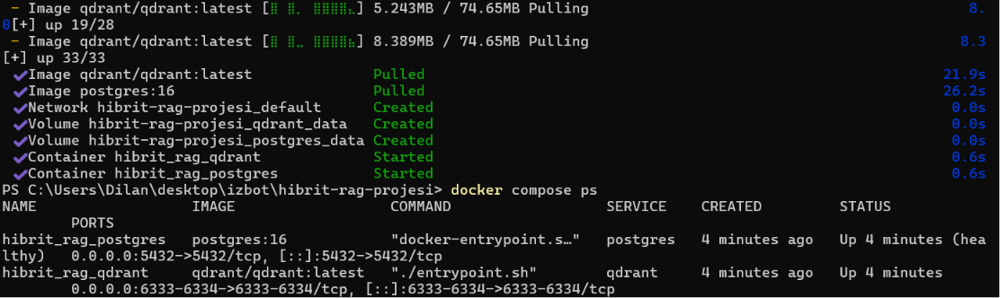 - Image qdrant/qdrant:latest [⣿ ⣿⡀ ⣿⣿⣿⣿⣄] 5.243MB / 74.65MB Pulling 8.
0[+] up 19/28
- Image qdrant/qdrant:latest [⣿ ⣿⣀ ⣿⣿⣿⣿⣦] 8.389MB / 74.65MB Pulling 8.3
[+] up 33/33
✔Image qdrant/qdrant:latest Pulled 21.9s
✔Image postgres:16 Pulled 26.2s
✔Network hibrit-rag-projesi_default Created 0.0s
✔Volume hibrit-rag-projesi_qdrant_data Created 0.0s
✔Volume hibrit-rag-projesi_postgres_data Created 0.0s
✔Container hibrit_rag_qdrant Started 0.6s
✔Container hibrit_rag_postgres Started 0.6s
PS C:\Users\Dilan\desktop\izbot\hibrit-rag-projesi> docker compose ps
NAME IMAGE COMMAND SERVICE CREATED STATUS
PORTS
hibrit_rag_postgres postgres:16 "docker-entrypoint.s…" postgres 4 minutes ago Up 4 minutes (hea
lthy) 0.0.0.0:5432->5432/tcp, [::]:5432->5432/tcp
hibrit_rag_qdrant qdrant/qdrant:latest "./entrypoint.sh" qdrant 4 minutes ago Up 4 minutes
0.0.0.0:6333-6334->6333-6334/tcp, [::]:6333-6334->6333-6334/tcp